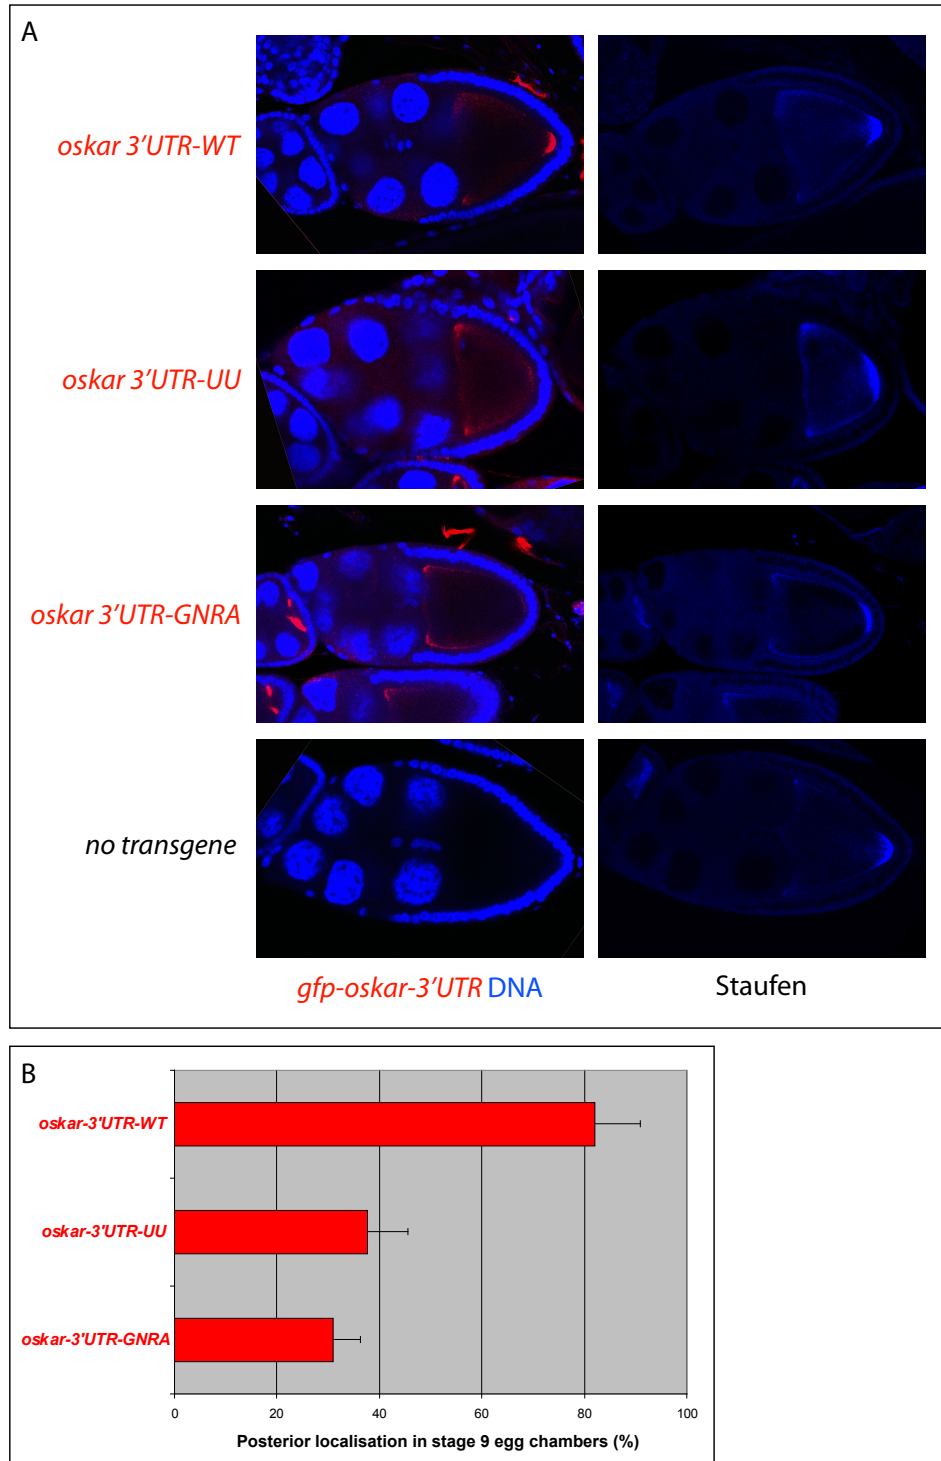 A
oskar 3'UTR-WT
oskar 3'UTR-UU
oskar 3'UTR-GNRA
no transgene
gfp-oskar-3'UTR DNA
Staufen
B
oskar-3'UTR-WT
oskar-3'UTR-UU
oskar-3'UTR-GNRA
0 20 40 60 80 100
Posterior localisation in stage 9 egg chambers (%)